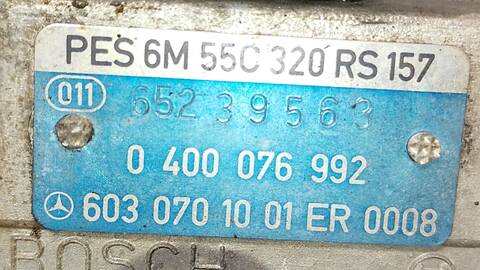 PES 6M 55C 320 RS 157
011 652 39563
0 400 076 992
603 070 10 01 ER 0008
BOSCH